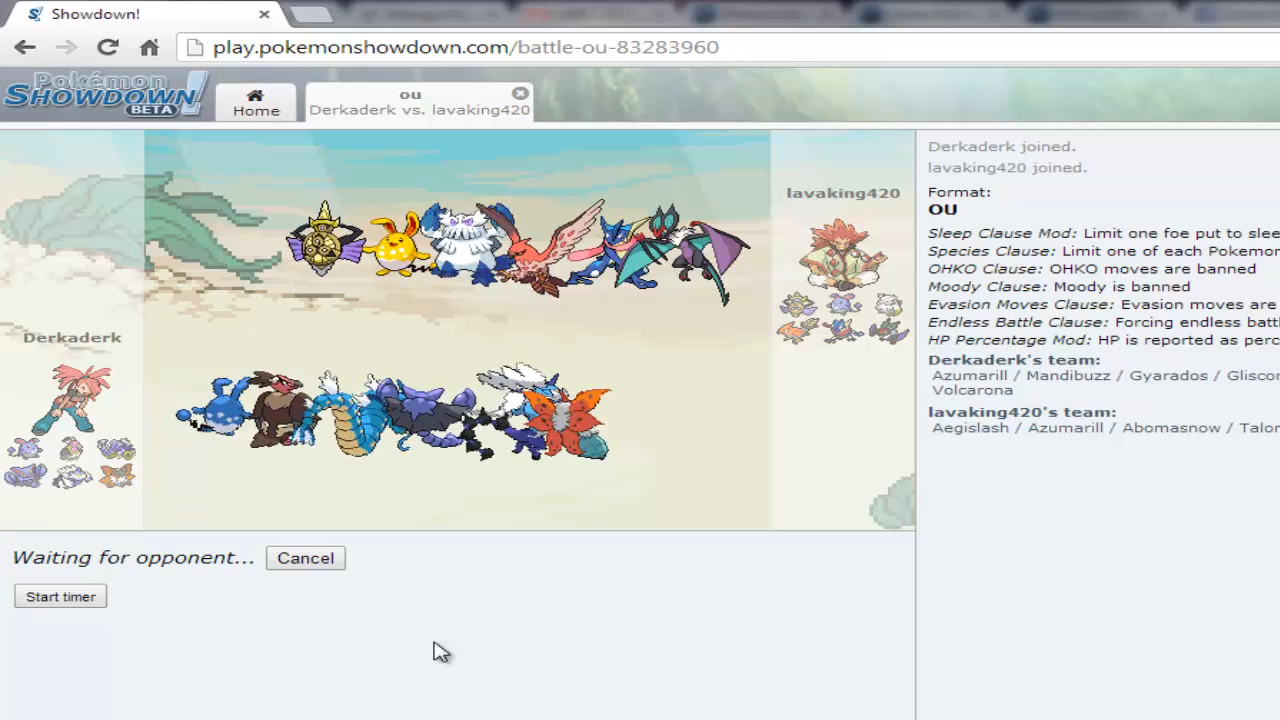 Showdown!
play.pokemonshowdown.com/battle-ou-83283960
Pokémon
SHOWDOWN!
BETA
Home
ou
Derkaderk vs. lavaking420
Derkaderk joined.
lavaking420 joined.
Format:
OU
Sleep Clause Mod: Limit one foe put to slee
Species Clause: Limit one of each Pokemon
OHKO Clause: OHKO moves are banned
Moody Clause: Moody is banned
Evasion Moves Clause: Evasion moves are
Endless Battle Clause: Forcing endless battl
HP Percentage Mod: HP is reported as perc
Derkaderk's team:
Azumarill / Mandibuzz / Gyarados / Glisco
Volcarona
lavaking420's team:
Aegislash / Azumarill / Abomasnow / Talon
lavaking420
Derkaderk
Waiting for opponent... Cancel
Start timer